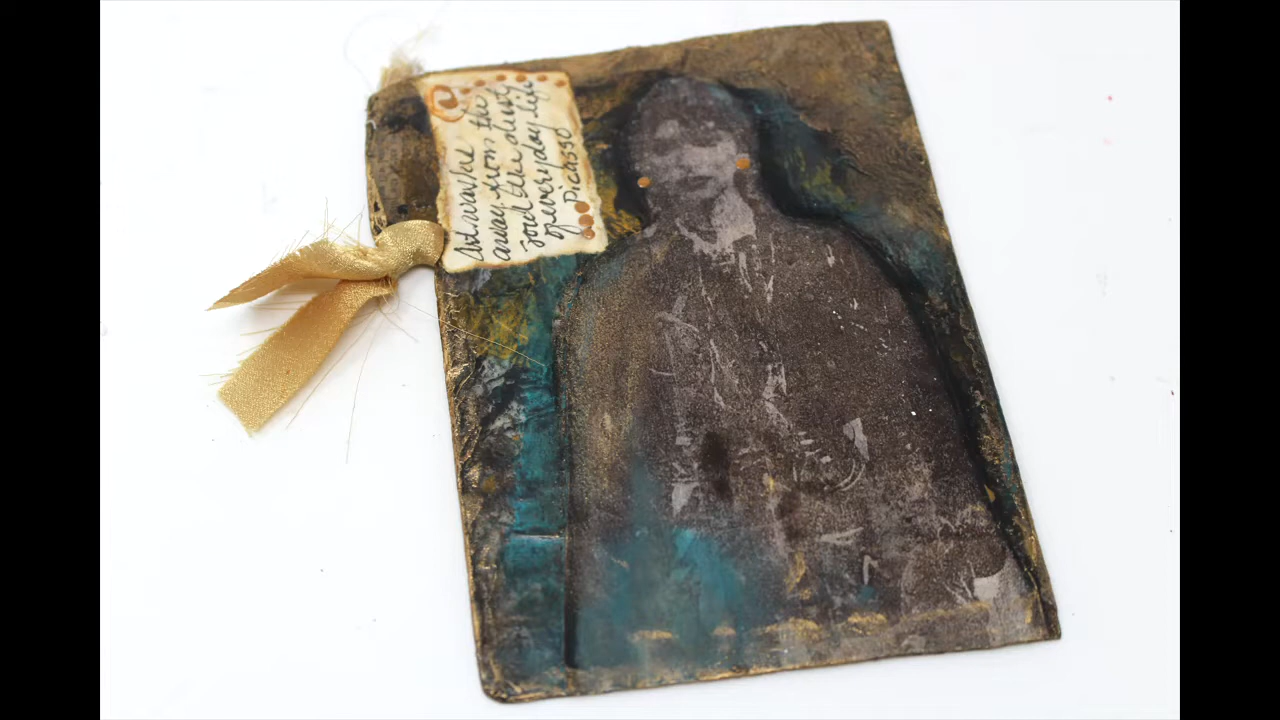 Art washes
away from the
soul the dust
of everyday life
Picasso